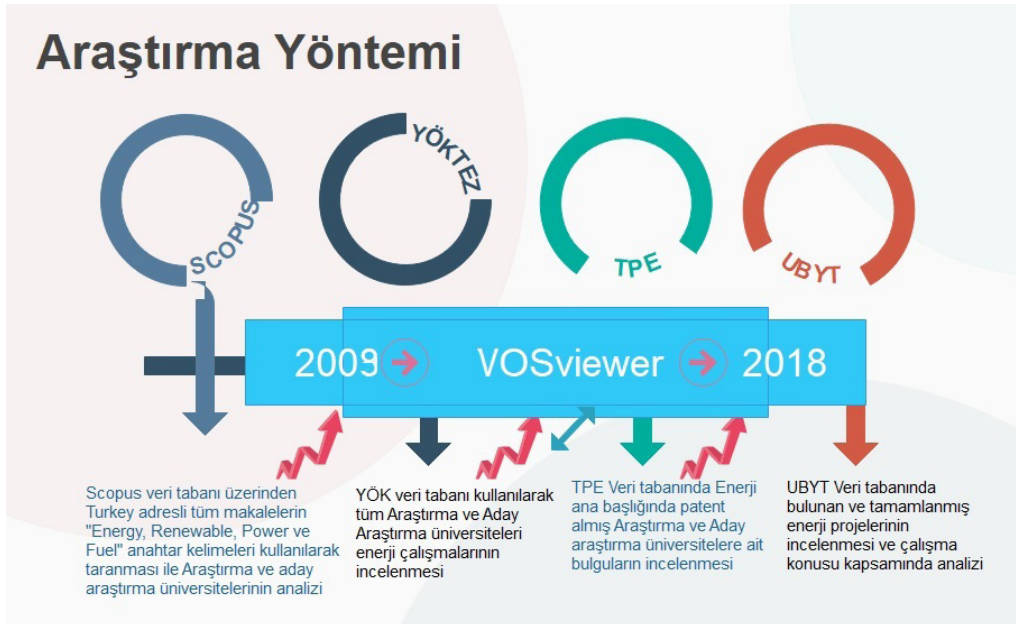 Araştırma Yöntemi
SCOPUS
YÖKTEZ
TPE
UBYT
2009
VOSviewer
2018
Scopus veri tabanı üzerinden
Turkey adresli tüm makalelerin
"Energy, Renewable, Power ve
Fuel" anahtar kelimeleri kullanılarak
taranması ile Araştırma ve aday
araştırma üniversitelerinin analizi
YÖK veri tabanı kullanılarak
tüm Araştırma ve Aday
Araştırma üniversiteleri
enerji çalışmalarının
incelenmesi
TPE Veri tabanında Enerji
ana başlığında patent
almış Araştırma ve Aday
araştırma üniversitelere ait
bulguların incelenmesi
UBYT Veri tabanında
bulunan ve tamamlanmış
enerji projelerinin
incelenmesi ve çalışma
konusu kapsamında analizi